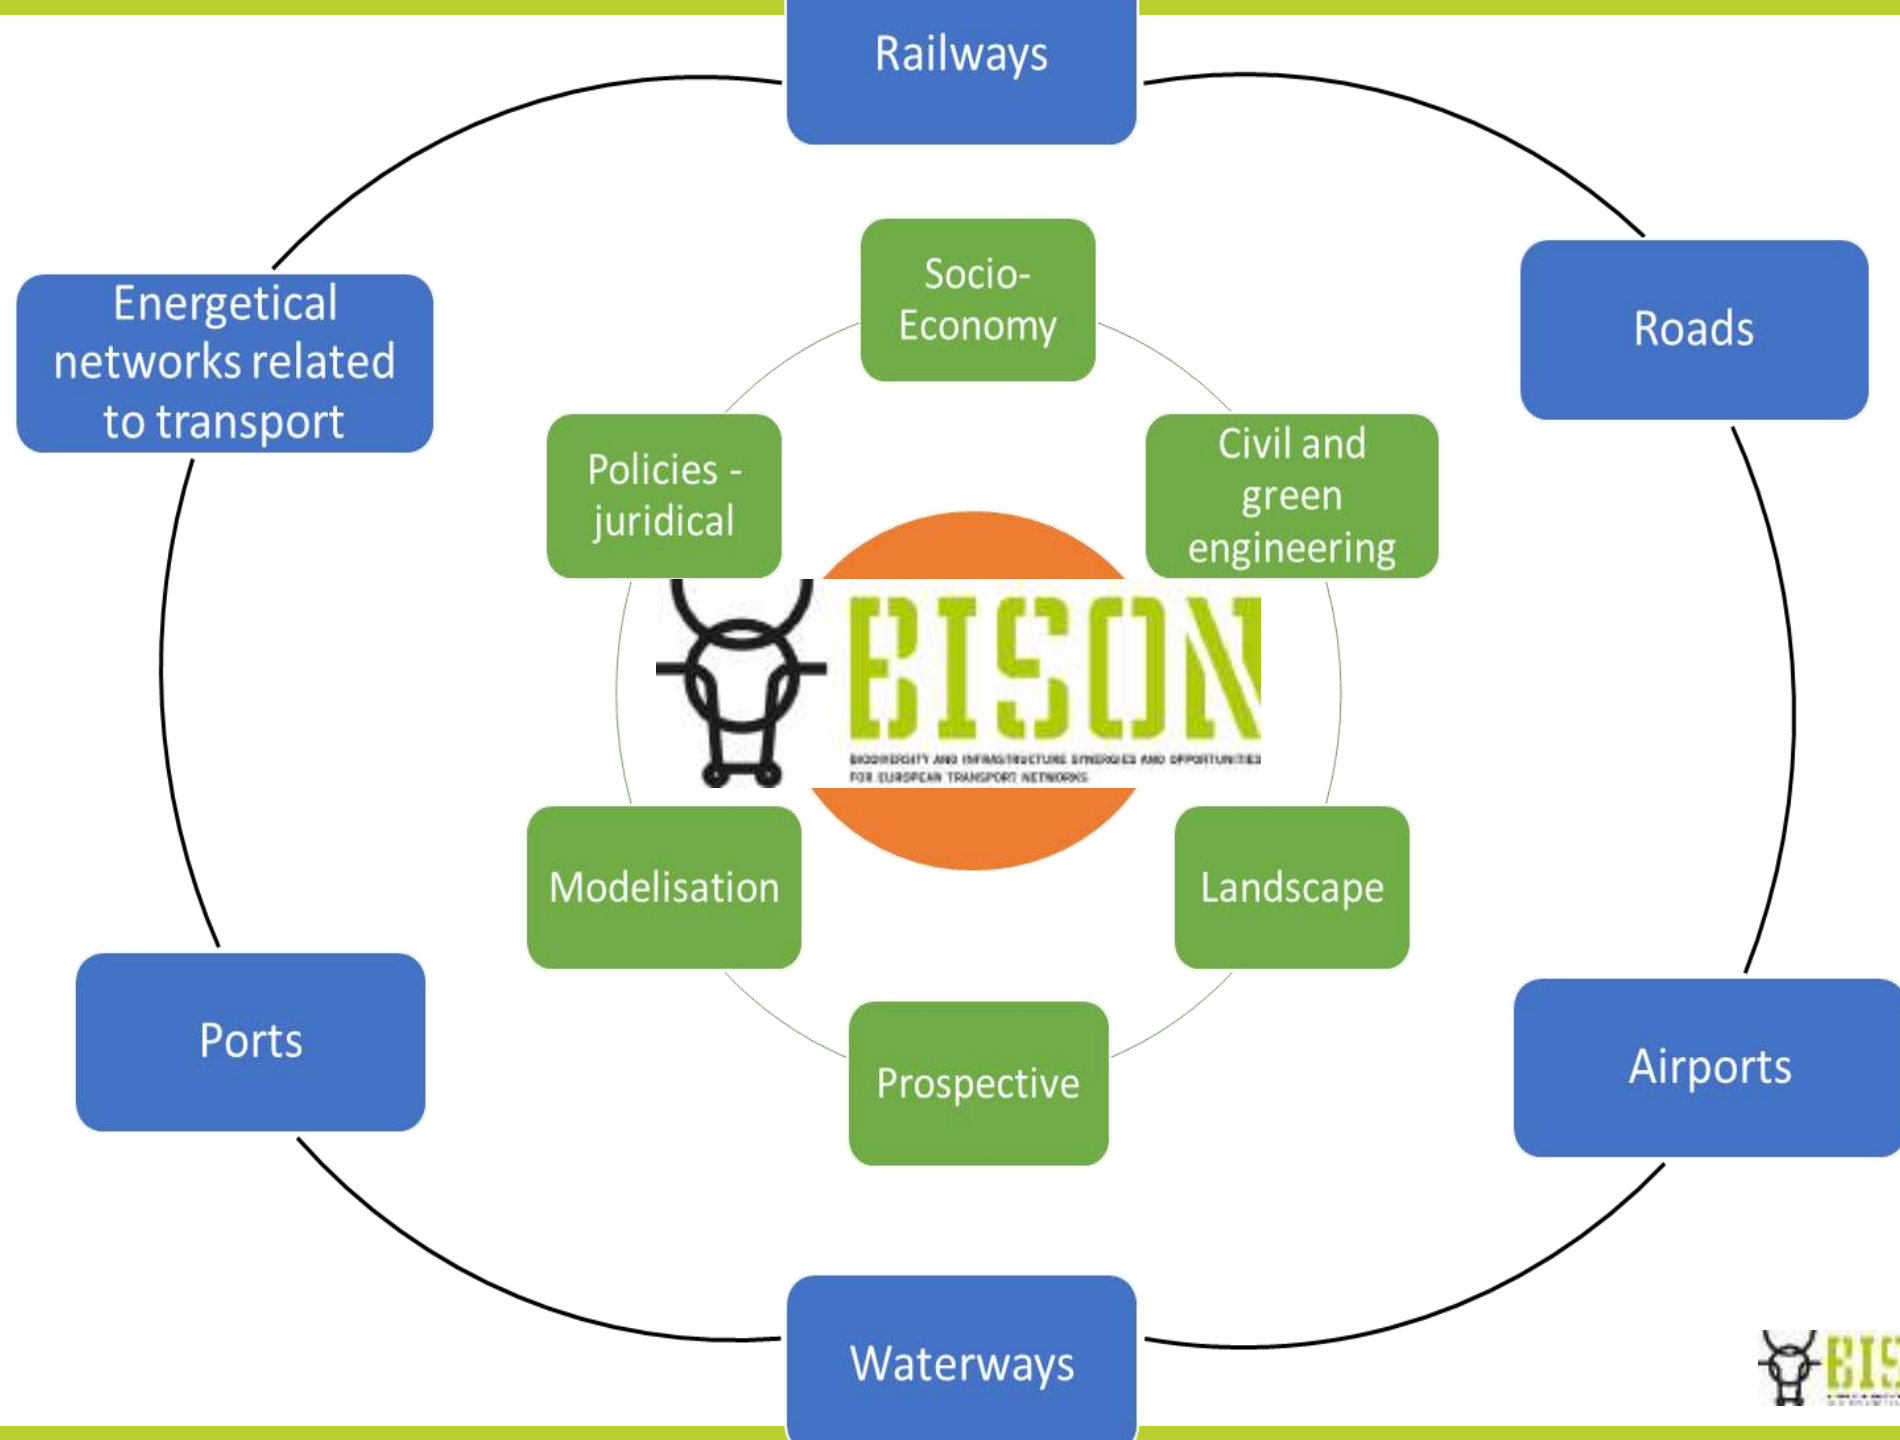 Railways
Socio-
Economy
Roads
Energetical
networks related
to transport
Policies -
juridical
Civil and
green
engineering
BISON
BIODIVERSITY AND INFRASTRUCTURE SYNERGIES AND OPPORTUNITIES
FOR EUROPEAN TRANSPORT NETWORKS
Modelisation
Landscape
Ports
Prospective
Airports
Waterways
BIS